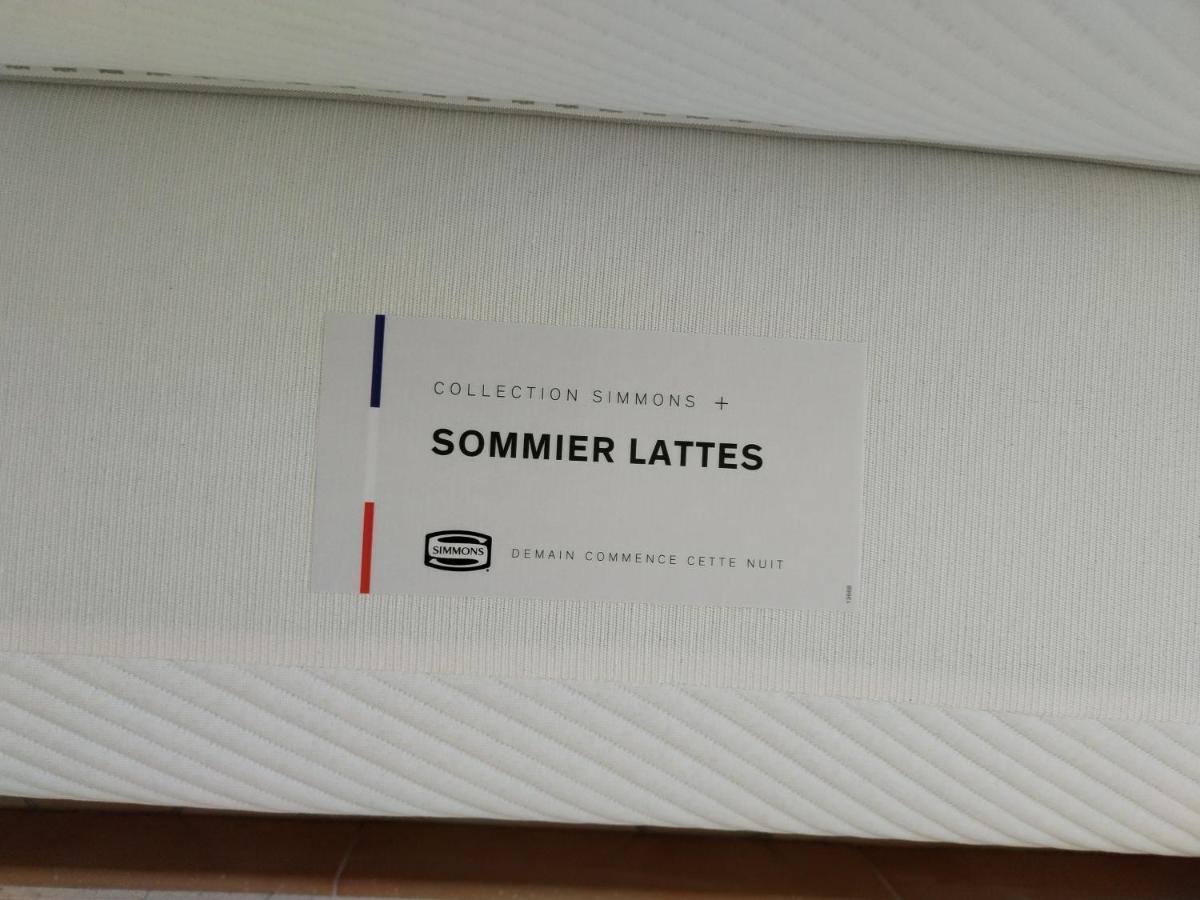 COLLECTION SIMMONS +
SOMMIER LATTES
SIMMONS
DEMAIN COMMENCE CETTE NUIT